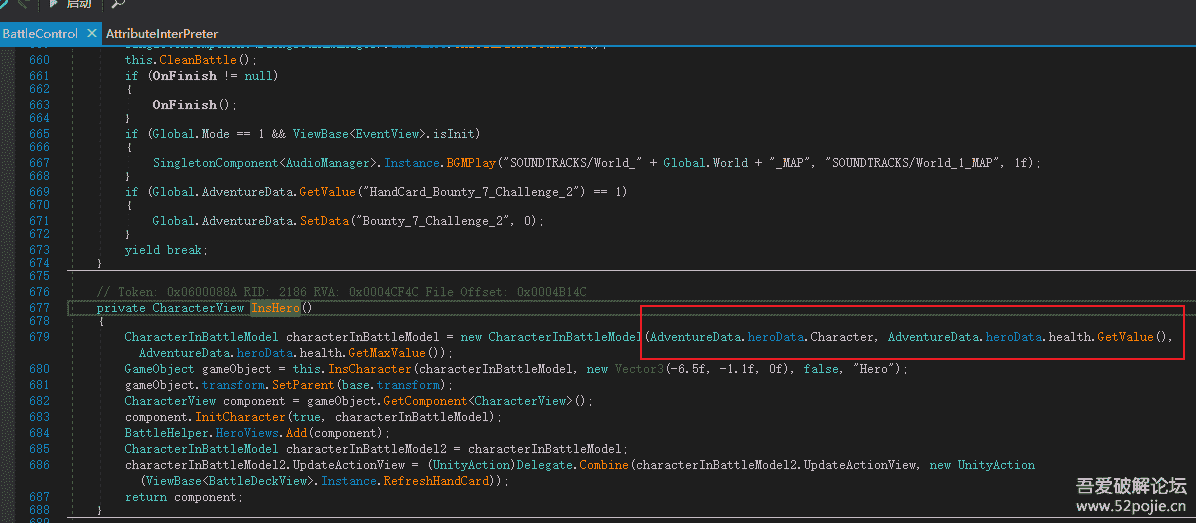 启动
BattleControl × AttributeInterPreter
660 this.CleanBattle();
661 if (OnFinish != null)
662 {
663 OnFinish();
664 }
665 if (Global.Mode == 1 && ViewBase<EventView>.isInit)
666 {
667 SingletonComponent<AudioManager>.Instance.BGMPlay("SOUNDTRACKS/World_" + Global.World + "_MAP", "SOUNDTRACKS/World_1_MAP", 1f);
668 }
669 if (Global.AdventureData.GetValue("HandCard_Bounty_7_Challenge_2") == 1)
670 {
671 Global.AdventureData.SetData("Bounty_7_Challenge_2", 0);
672 }
673 yield break;
674 }
675
676 // Token: 0x0600088A RID: 2186 RVA: 0x0004CF4C File Offset: 0x0004B14C
677 private CharacterView InsHero()
678 {
679 CharacterInBattleModel characterInBattleModel = new CharacterInBattleModel(AdventureData.heroData.Character, AdventureData.heroData.health.GetValue(),
AdventureData.heroData.health.GetMaxValue());
680 GameObject gameObject = this.InsCharacter(characterInBattleModel, new Vector3(-6.5f, -1.1f, 0f), false, "Hero");
681 gameObject.transform.SetParent(base.transform);
682 CharacterView component = gameObject.GetComponent<CharacterView>();
683 component.InitCharacter(true, characterInBattleModel);
684 BattleHelper.HeroViews.Add(component);
685 CharacterInBattleModel characterInBattleModel2 = characterInBattleModel;
686 characterInBattleModel2.UpdateActionView = (UnityAction)Delegate.Combine(characterInBattleModel2.UpdateActionView, new UnityAction
(ViewBase<BattleDeckView>.Instance.RefreshHandCard));
687 return component;
688 }
吾爱破解论坛
www.52pojie.cn